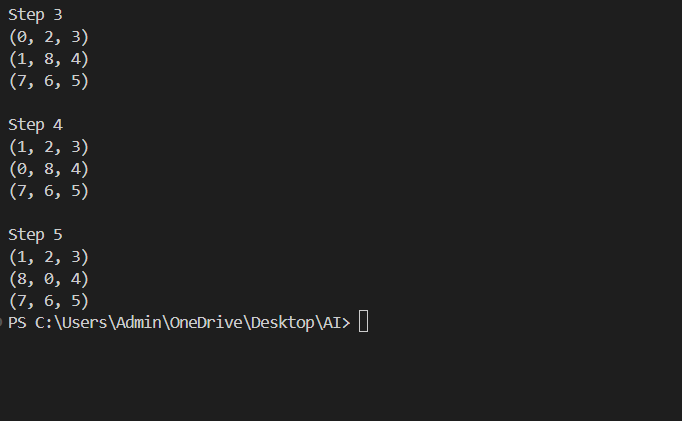 Step 3
(0, 2, 3)
(1, 8, 4)
(7, 6, 5)
Step 4
(1, 2, 3)
(0, 8, 4)
(7, 6, 5)
Step 5
(1, 2, 3)
(8, 0, 4)
(7, 6, 5)
PS C:\Users\Admin\OneDrive\Desktop\AI>